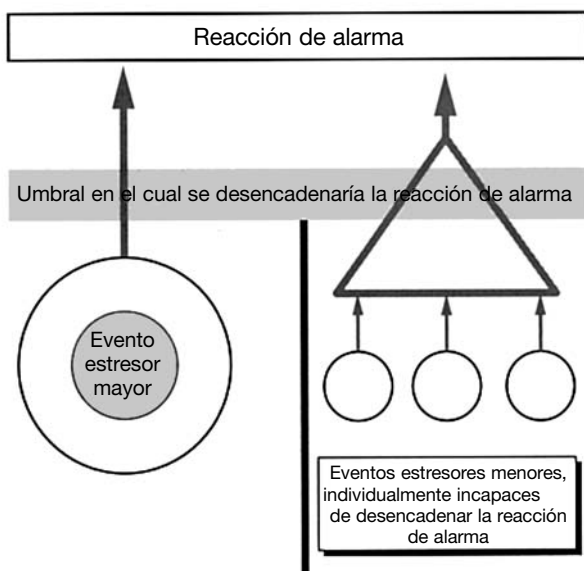 Reacción de alarma
Umbral en el cual se desencadenaría la reacción de alarma
Evento
estresor
mayor
Eventos estresores menores,
individualmente incapaces
de desencadenar la reacción
de alarma